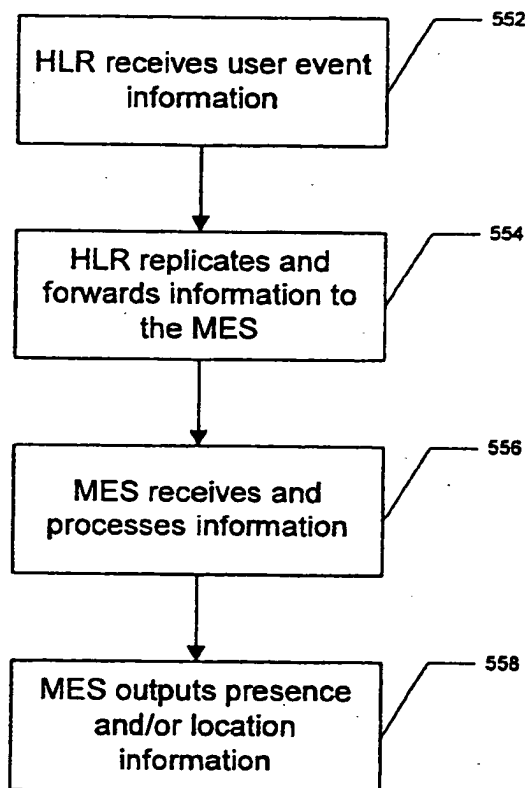 552
HLR receives user event
information
554
HLR replicates and
forwards information to
the MES
556
MES receives and
processes information
558
MES outputs presence
and/or location
information